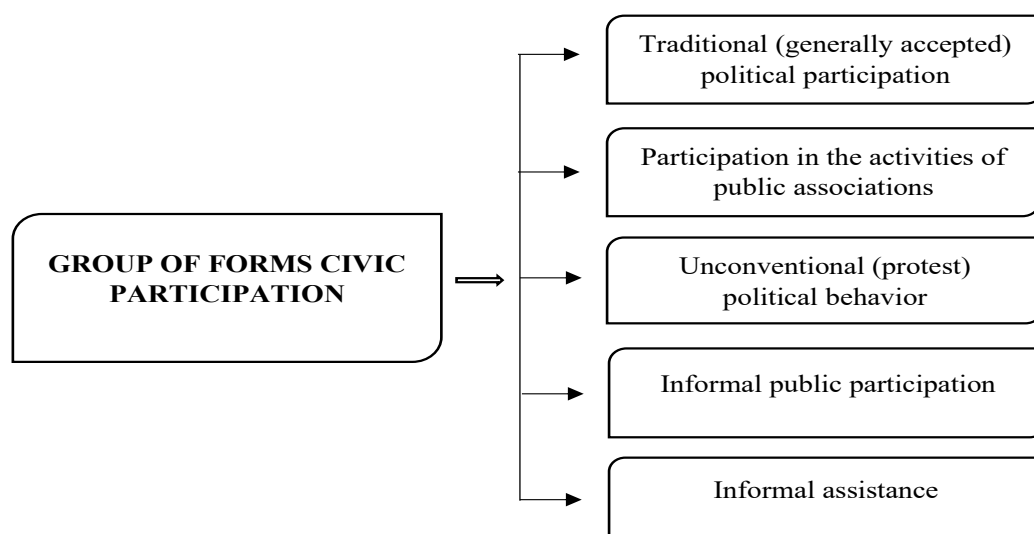 Traditional (generally accepted)
political participation
Participation in the activities of
public associations
GROUP OF FORMS CIVIC
PARTICIPATION
Unconventional (protest)
political behavior
Informal public participation
Informal assistance